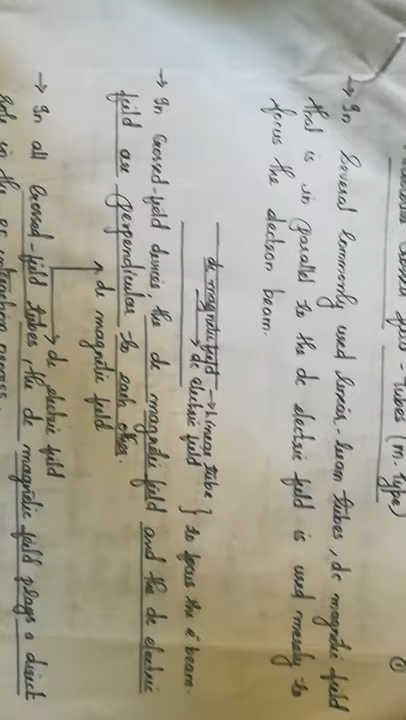 Crossed field - Tubes (m-type)
→ In Several Commonly used linear-beam tubes, dc magnetic field
that is in parallel to the dc electric field is used merely to
focus the electron beam.
dc magnetic field → linear tube
→ dc electric field } to focus the e⁻ beam.
→ In Crossed-field devices, the dc magnetic field and the dc electric
field are perpendicular to each other.
→ dc magnetic field
→ dc electric field
→ In all Crossed-field tubes, the dc magnetic field plays a direct
role in the interaction process.